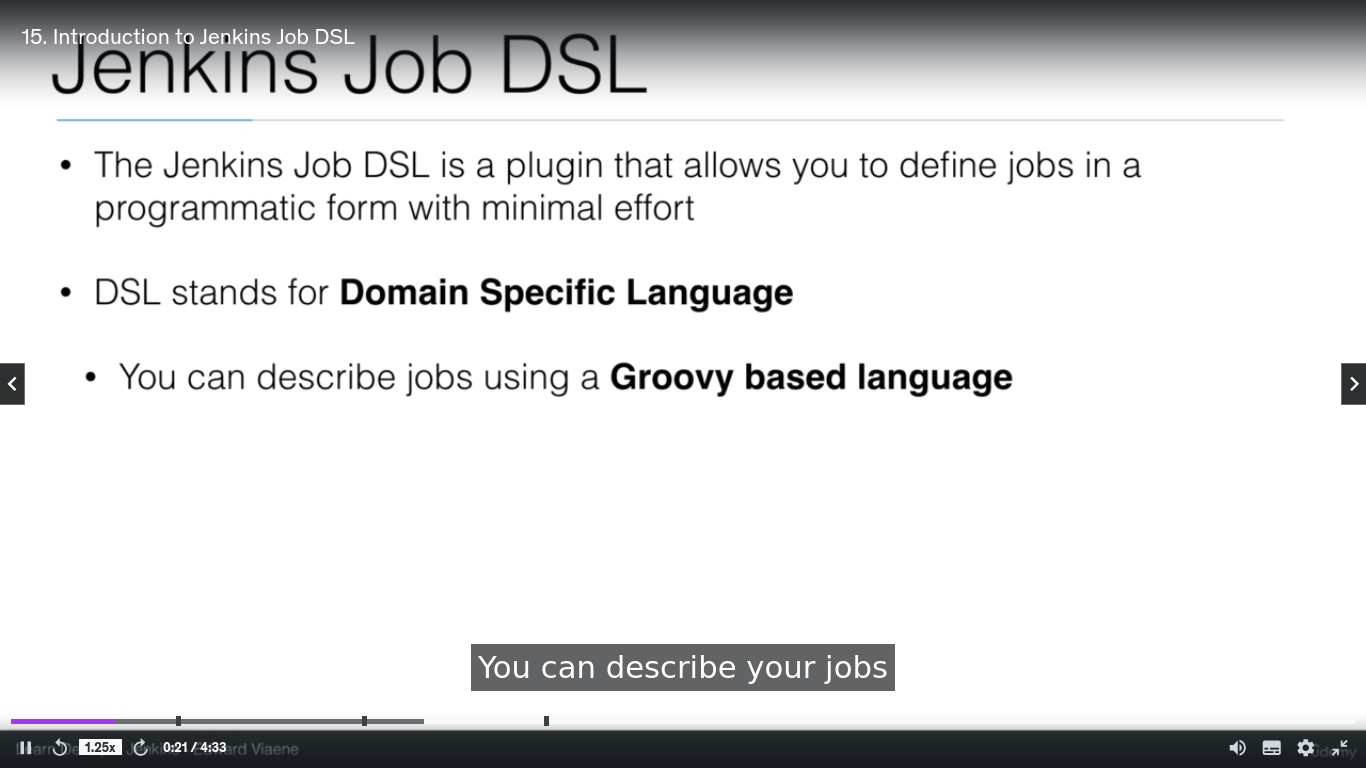 15. Introduction to Jenkins Job DSL
Jenkins Job DSL
• The Jenkins Job DSL is a plugin that allows you to define jobs in a
programmatic form with minimal effort
• DSL stands for Domain Specific Language
• You can describe jobs using a Groovy based language
You can describe your jobs
1.25x
0:21 / 4:33
Viaene